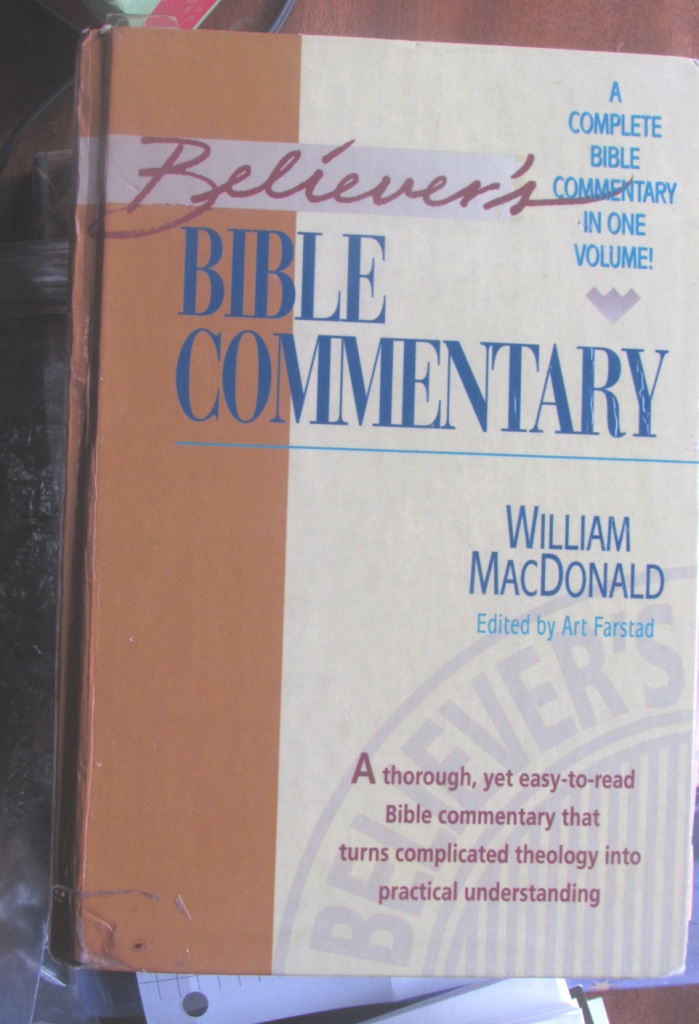 A
COMPLETE
BIBLE
COMMENTARY
IN ONE
VOLUME!
Believer's
BIBLE
COMMENTARY
WILLIAM
MACDONALD
Edited by Art Farstad
BELIEVER'S
A thorough, yet easy-to-read
Bible commentary that
turns complicated theology into
practical understanding